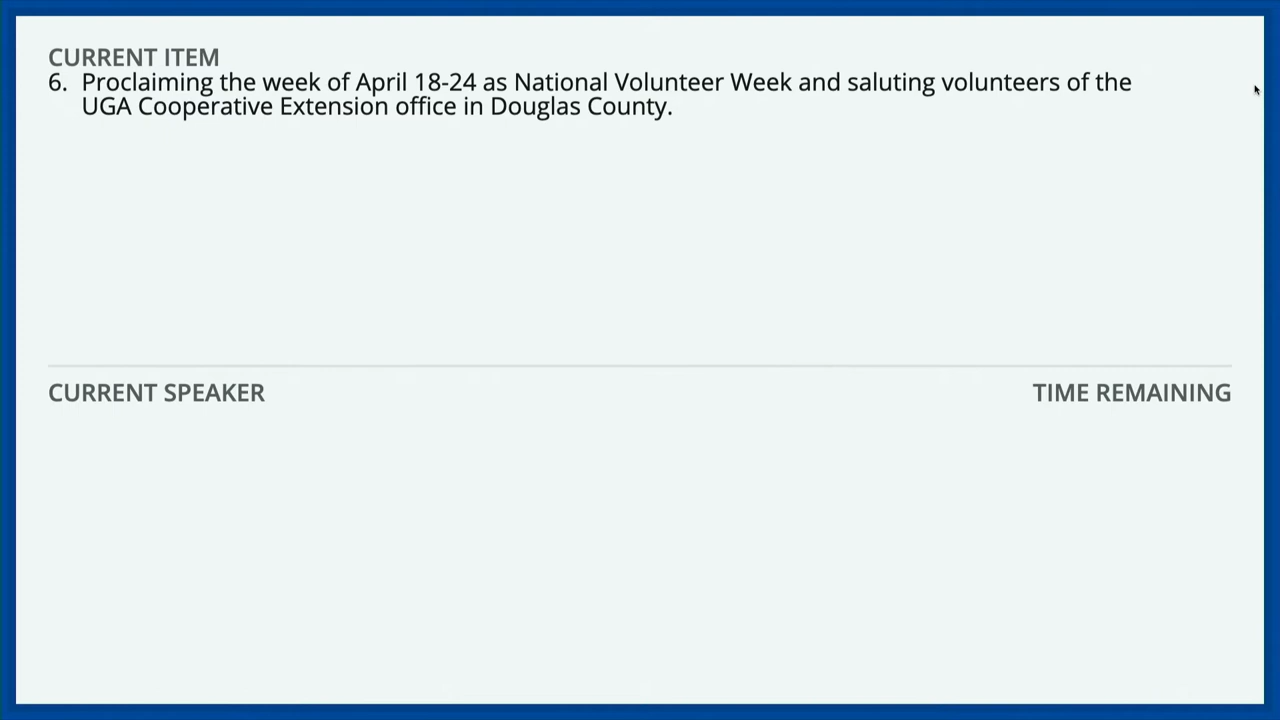 CURRENT ITEM
6. Proclaiming the week of April 18-24 as National Volunteer Week and saluting volunteers of the
UGA Cooperative Extension office in Douglas County.
CURRENT SPEAKER
TIME REMAINING